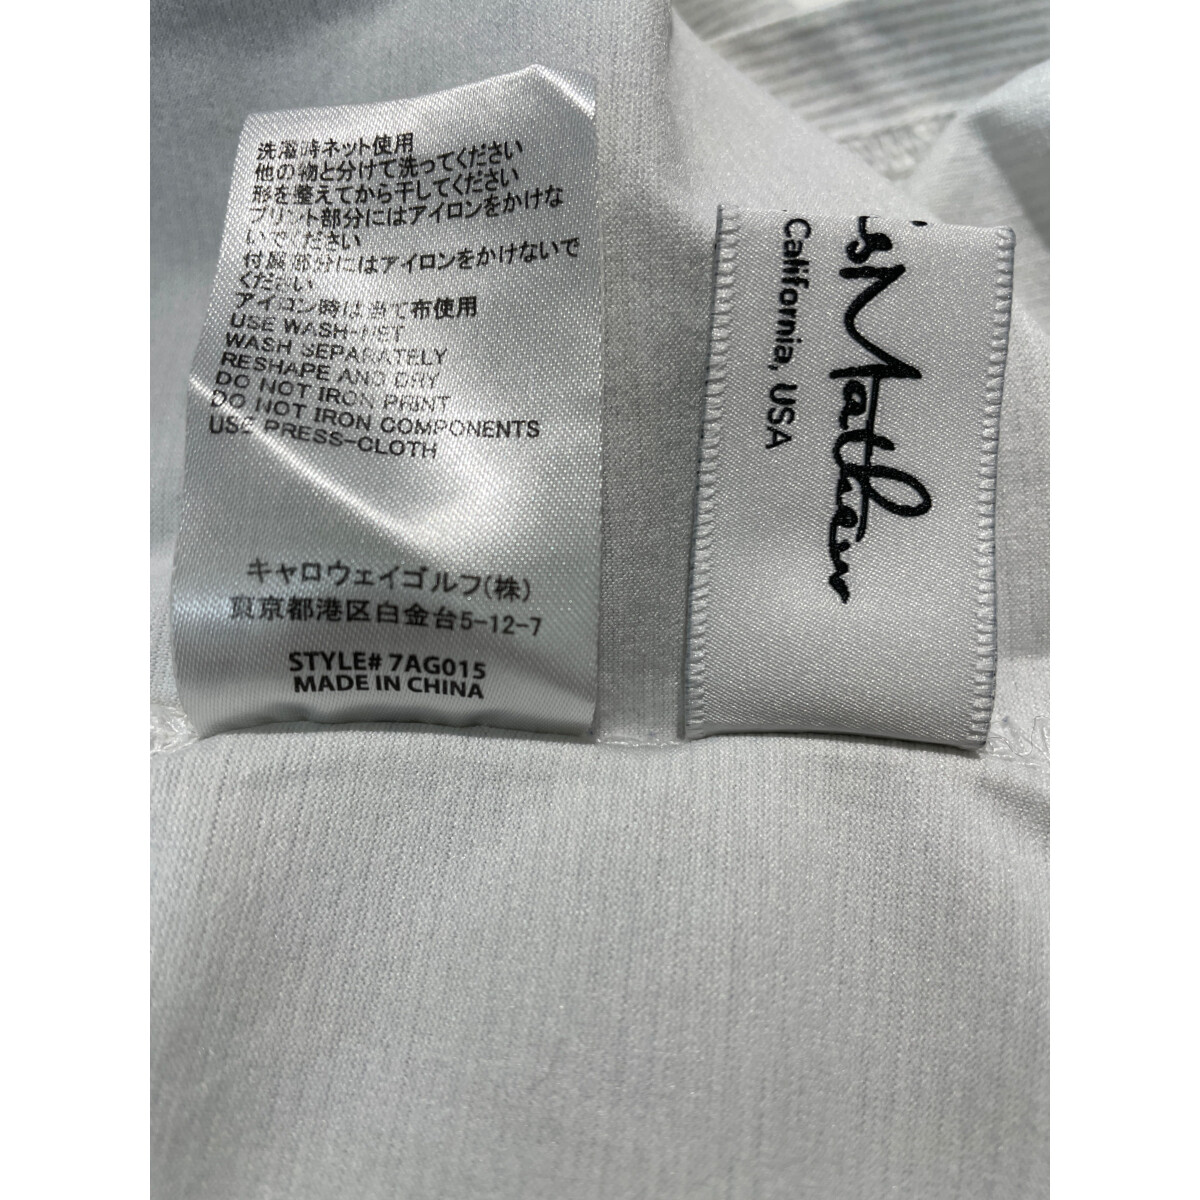 洗濯時ネット使用
他の物と分けて洗ってください
形を整えてから干してください
プリント部分にはアイロンをかけな
いでください
付属部分にはアイロンをかけないで
ください
アイロン時は当て布使用
USE WASH-NET
WASH SEPARATELY
RESHAPE AND DRY
DO NOT IRON PRINT
DO NOT IRON COMPONENTS
USE PRESS-CLOTH
キャロウェイゴルフ(株)
東京都港区白金台5-12-7
STYLE# 7AG015
MADE IN CHINA
isMathew
California, USA